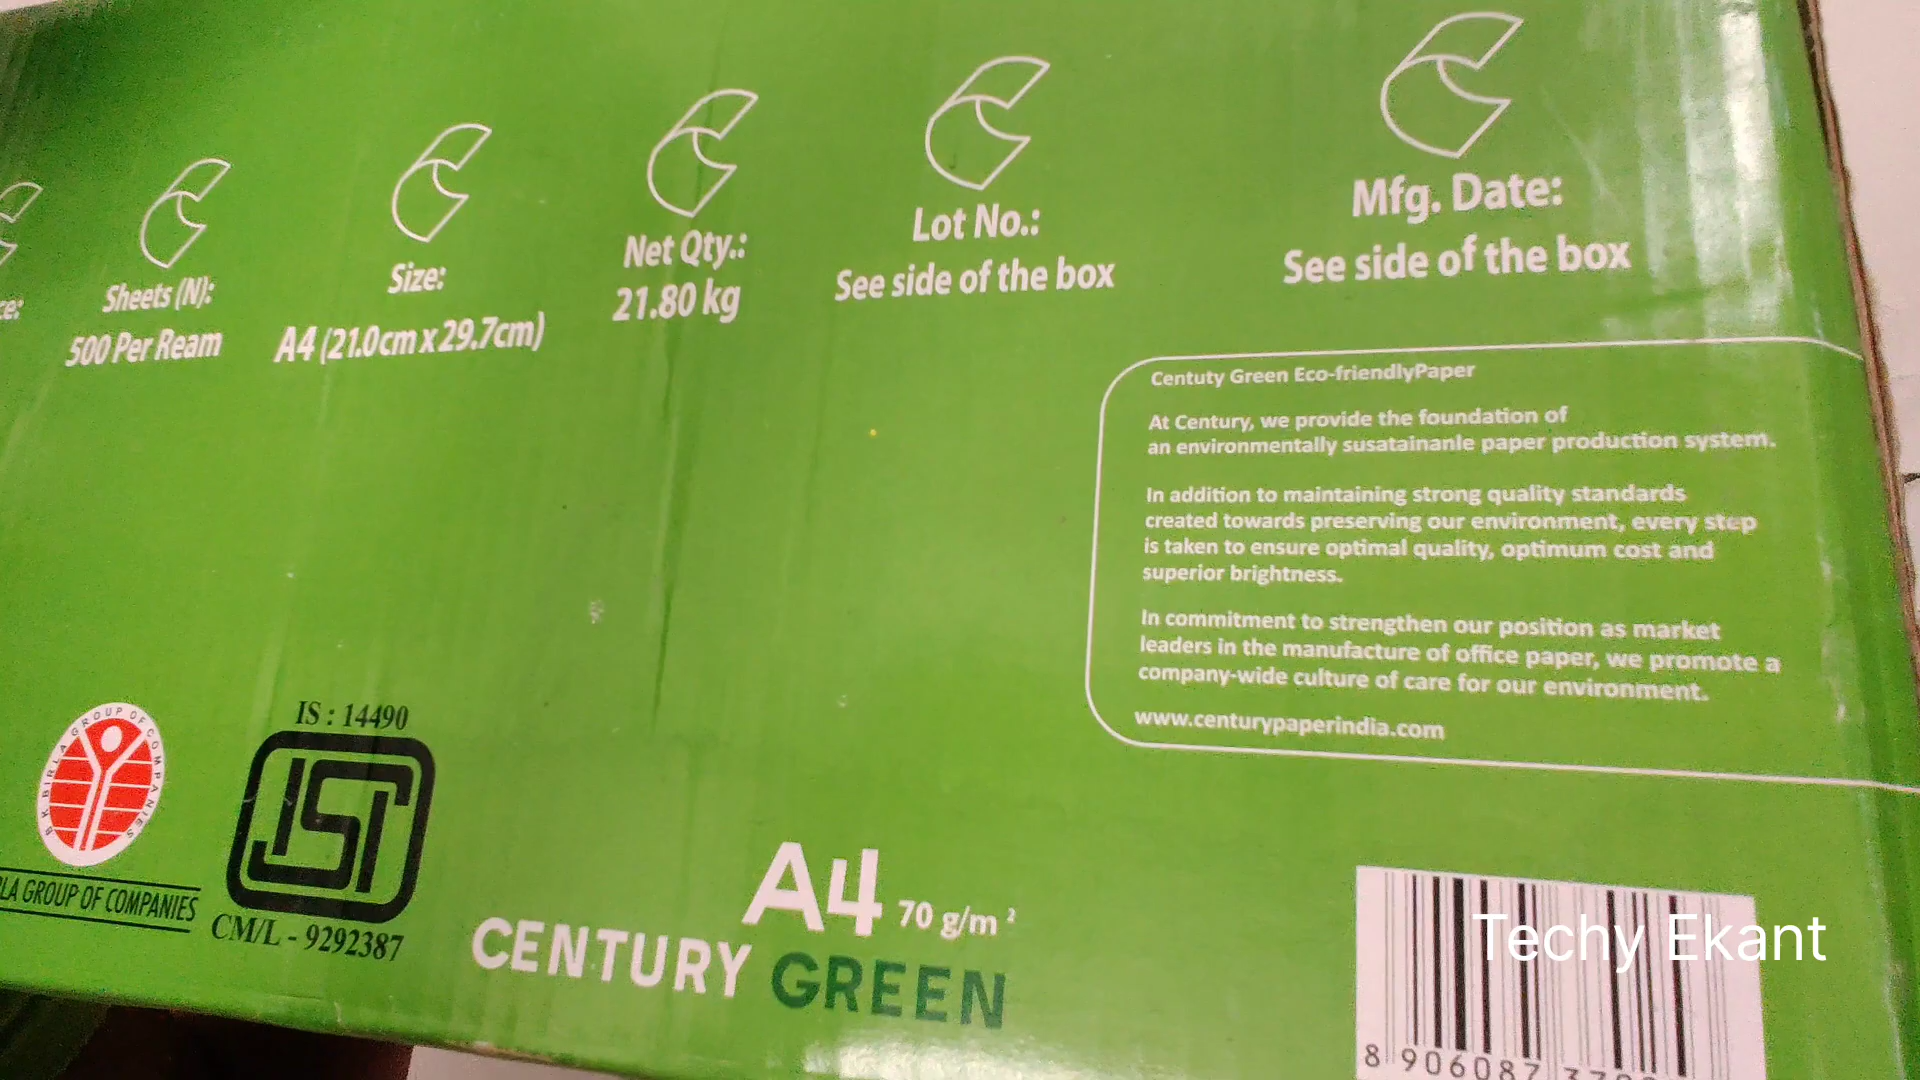 Sheets (N):
500 Per Ream
Size:
A4 (21.0cm x 29.7cm)
Net Qty.:
21.80 kg
Lot No.:
See side of the box
Mfg. Date:
See side of the box
Centuty Green Eco-friendlyPaper
At Century, we provide the foundation of
an environmentally susatainanle paper production system.
In addition to maintaining strong quality standards
created towards preserving our environment, every step
is taken to ensure optimal quality, optimum cost and
superior brightness.
In commitment to strengthen our position as market
leaders in the manufacture of office paper, we promote a
company-wide culture of care for our environment.
www.centurypaperindia.com
B K BIRLA GROUP OF COMPANIES
GROUP OF COMPANIES
IS : 14490
ISI
CM/L - 9292387
A4 70 g/m²
CENTURY GREEN
Techy Ekant
8 906087